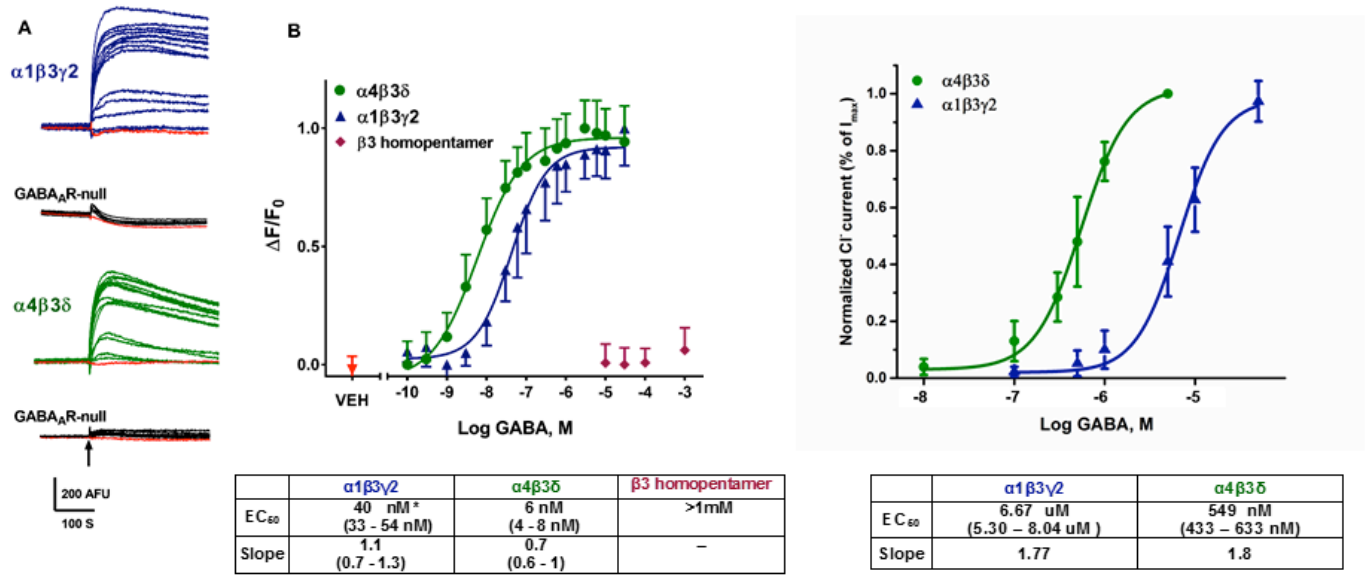 A
α1β3γ2
GABAAR-null
α4β3δ
GABAAR-null
200 AFU
100 S
B
α4β3δ
α1β3γ2
β3 homopentamer
ΔF/F0
1.0
0.5
0.0
VEH
-10 -9 -8 -7 -6 -5 -4 -3
Log GABA, M
α1β3γ2 α4β3δ β3 homopentamer
EC50 40 nM * 6 nM >1mM
(33 - 54 nM) (4 - 8 nM)
Slope 1.1 0.7 –
(0.7 - 1.3) (0.6 - 1)
α4β3δ
α1β3γ2
Normalized Cl- current (% of Imax)
1.0
0.8
0.6
0.4
0.2
0.0
-8 -7 -6 -5
Log GABA, M
α1β3γ2 α4β3δ
EC50 6.67 uM 549 nM
(5.30 – 8.04 uM ) (433 – 633 nM)
Slope 1.77 1.8